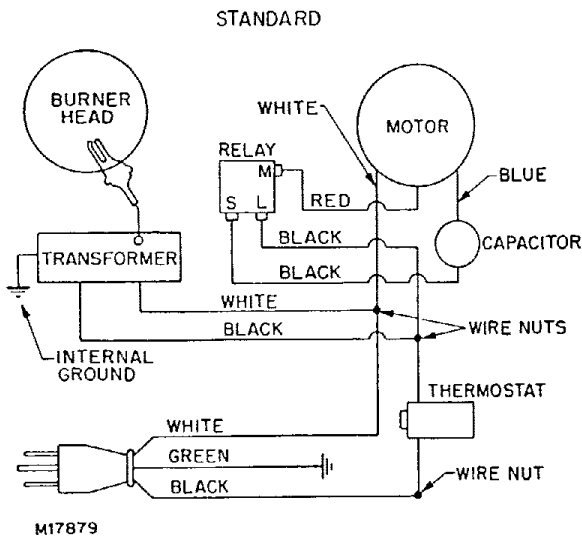 STANDARD
BURNER
HEAD
WHITE
MOTOR
RELAY
M
S L
RED
BLUE
BLACK
CAPACITOR
TRANSFORMER
BLACK
WHITE
BLACK
WIRE NUTS
INTERNAL
GROUND
THERMOSTAT
WHITE
GREEN
BLACK
WIRE NUT
M17879